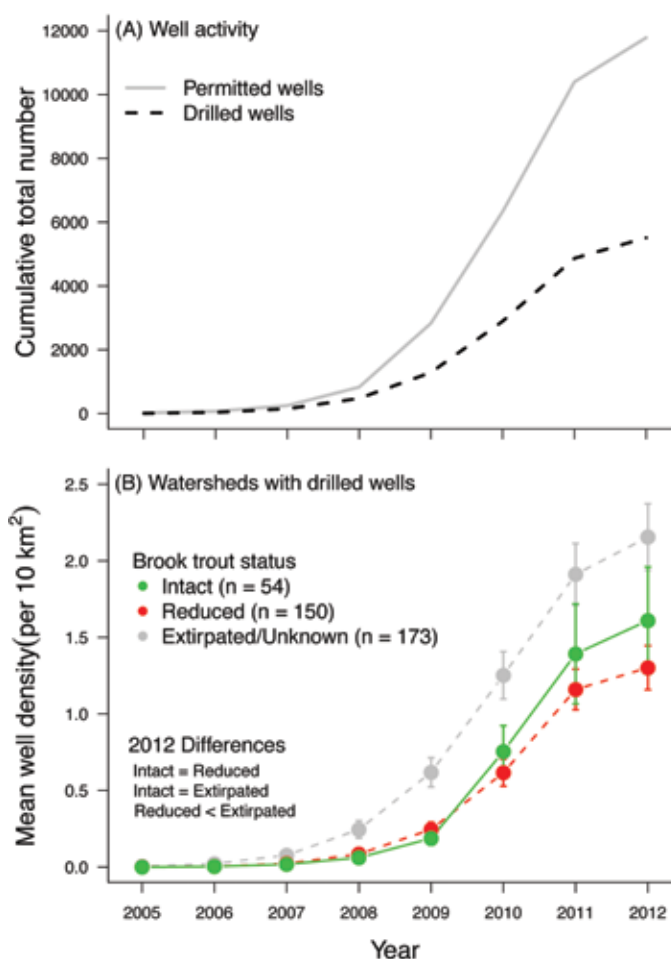 (A) Well activity
Permitted wells
Drilled wells
Cumulative total number
12000
10000
8000
6000
4000
2000
0
(B) Watersheds with drilled wells
Brook trout status
Intact (n = 54)
Reduced (n = 150)
Extirpated/Unknown (n = 173)
2012 Differences
Intact = Reduced
Intact = Extirpated
Reduced < Extirpated
Mean well density(per 10 km²)
2.5
2.0
1.5
1.0
0.5
0.0
2005 2006 2007 2008 2009 2010 2011 2012
Year